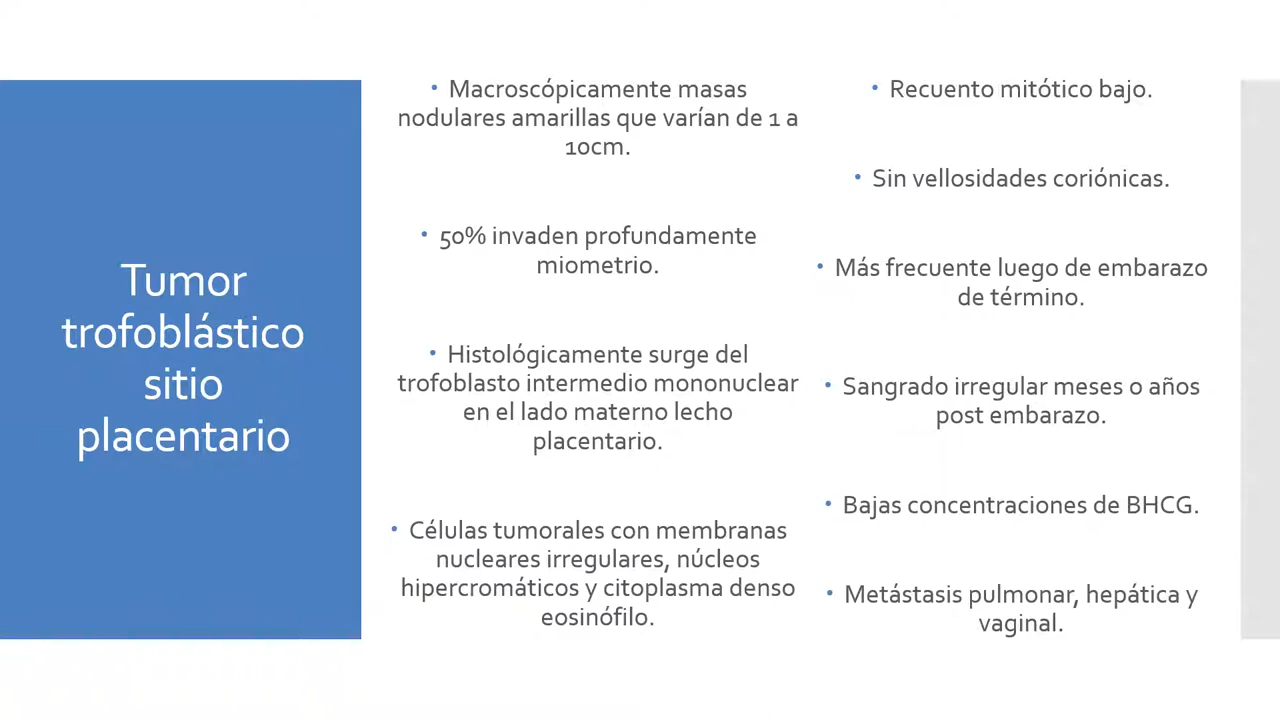 Tumor
trofoblástico
sitio
placentario
• Macroscópicamente masas
nodulares amarillas que varían de 1 a
10cm.
• 50% invaden profundamente
miometrio.
• Histológicamente surge del
trofoblasto intermedio mononuclear
en el lado materno lecho
placentario.
• Células tumorales con membranas
nucleares irregulares, núcleos
hipercromáticos y citoplasma denso
eosinófilo.
• Recuento mitótico bajo.
• Sin vellosidades coriónicas.
• Más frecuente luego de embarazo
de término.
• Sangrado irregular meses o años
post embarazo.
• Bajas concentraciones de BHCG.
• Metástasis pulmonar, hepática y
vaginal.